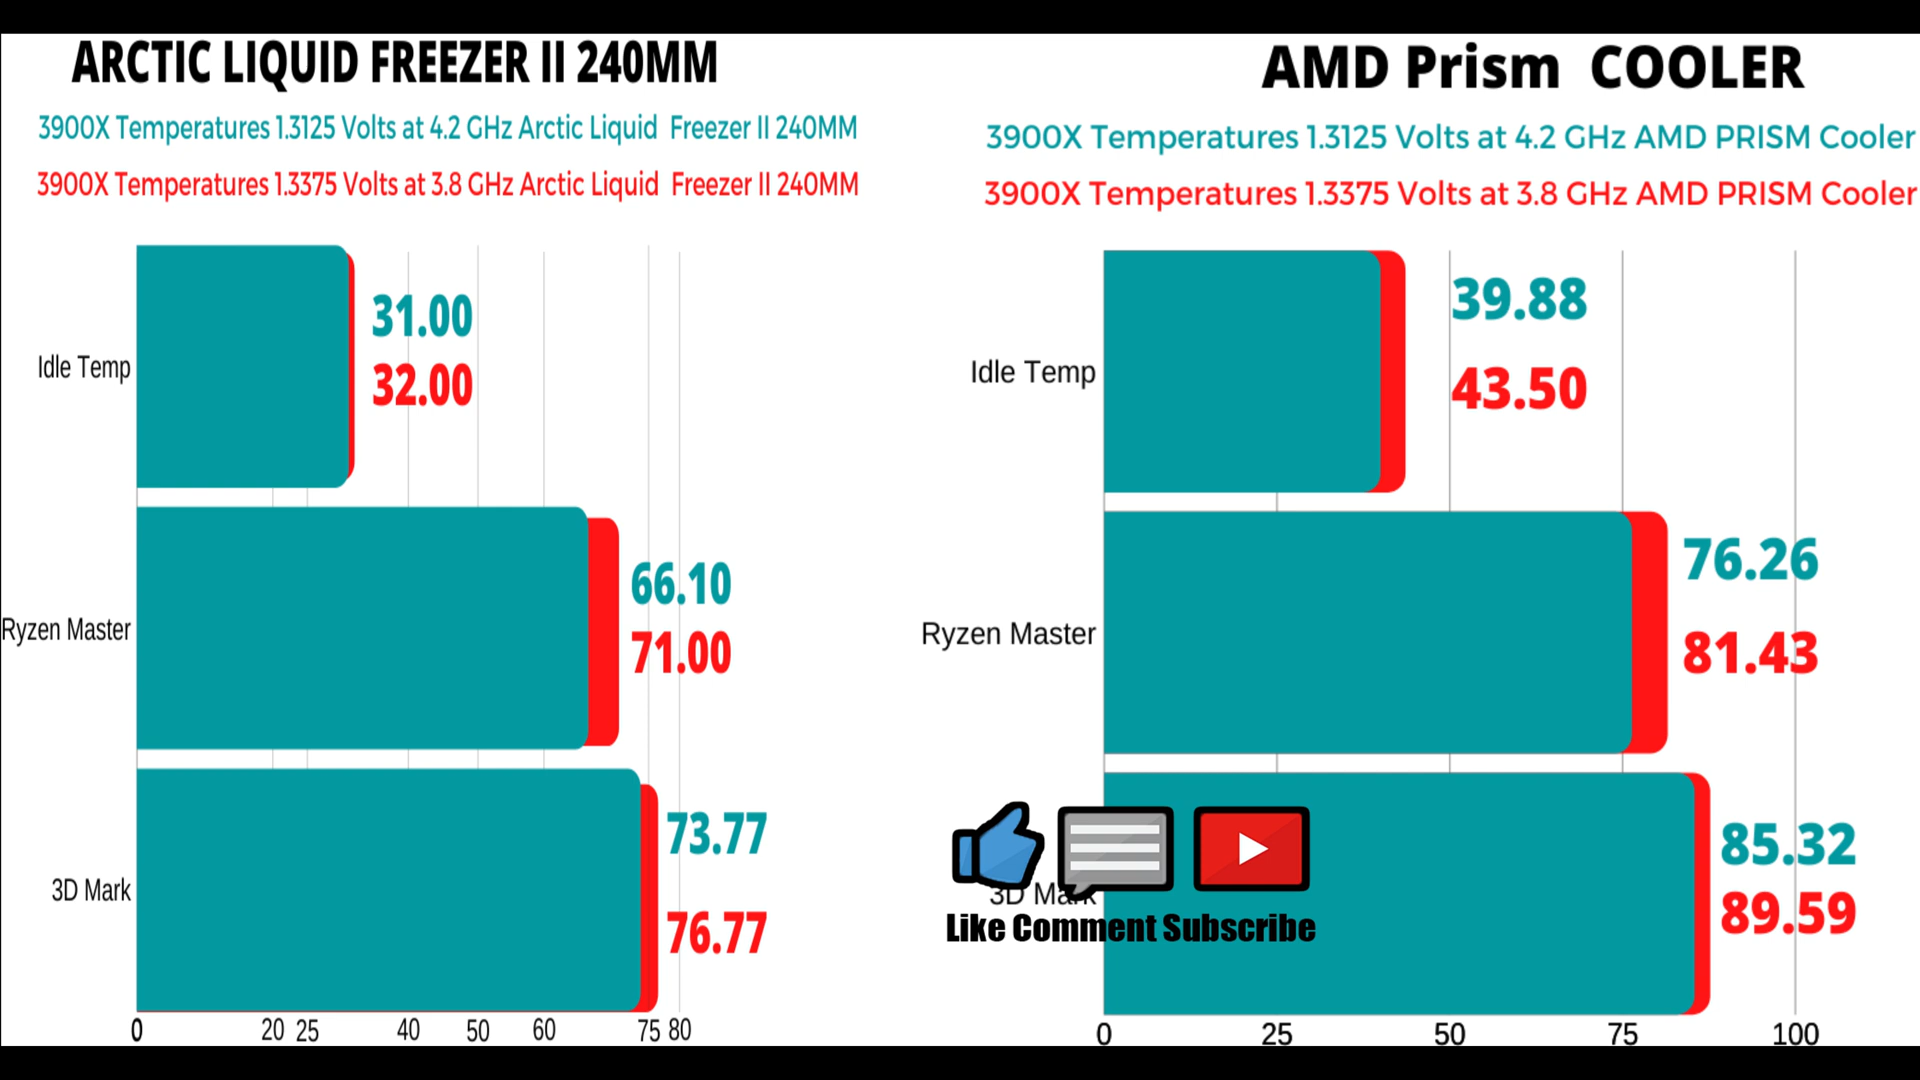 ARCTIC LIQUID FREEZER II 240MM
3900X Temperatures 1.3125 Volts at 4.2 GHz Arctic Liquid Freezer II 240MM
3900X Temperatures 1.3375 Volts at 3.8 GHz Arctic Liquid Freezer II 240MM
Idle Temp
31.00
32.00
Ryzen Master
66.10
71.00
3D Mark
73.77
76.77
0 20 25 40 50 60 75 80
AMD Prism COOLER
3900X Temperatures 1.3125 Volts at 4.2 GHz AMD PRISM Cooler
3900X Temperatures 1.3375 Volts at 3.8 GHz AMD PRISM Cooler
Idle Temp
39.88
43.50
Ryzen Master
76.26
81.43
3D Mark
85.32
89.59
Like Comment Subscribe
0 25 50 75 100